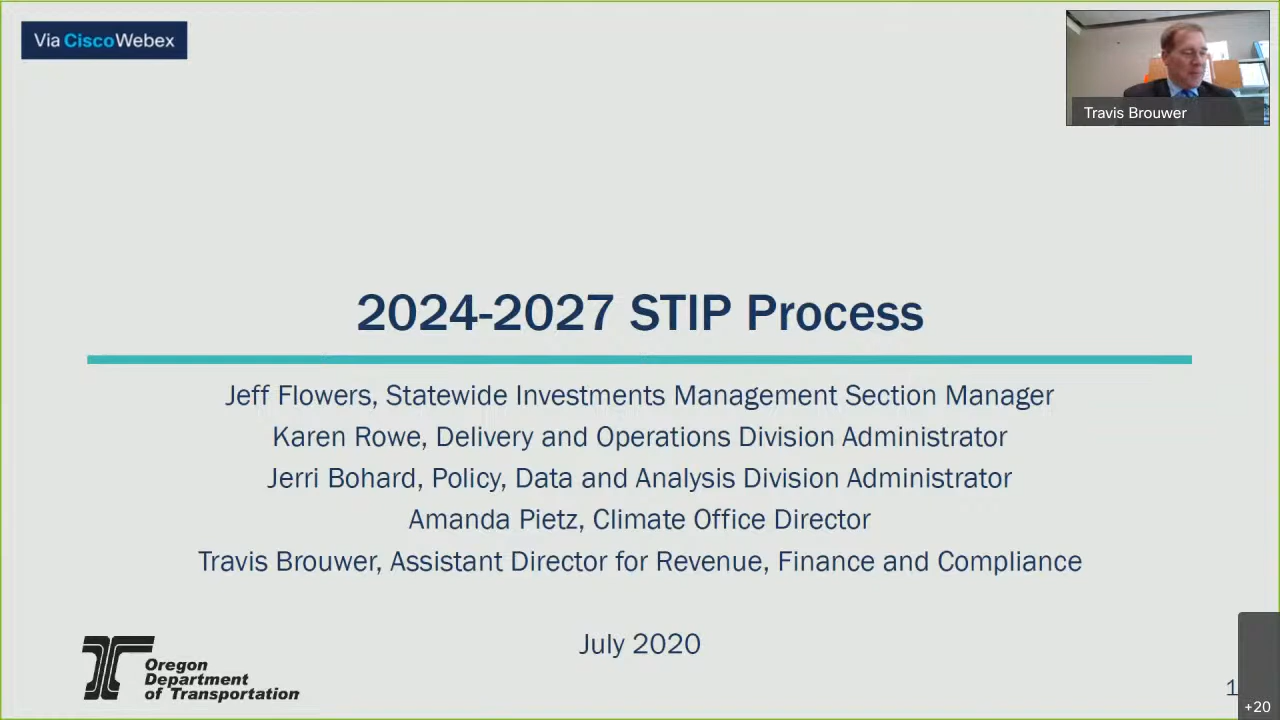 Via CiscoWebex
Travis Brouwer
2024-2027 STIP Process
Jeff Flowers, Statewide Investments Management Section Manager
Karen Rowe, Delivery and Operations Division Administrator
Jerri Bohard, Policy, Data and Analysis Division Administrator
Amanda Pietz, Climate Office Director
Travis Brouwer, Assistant Director for Revenue, Finance and Compliance
July 2020
Oregon
Department
of Transportation
1
+20